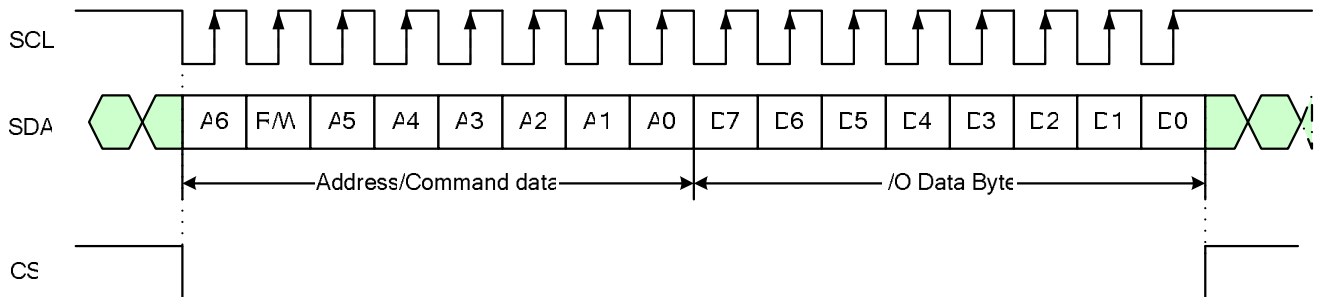 SCL
SDA A6 R/W A5 A4 A3 A2 A1 A0 D7 D6 D5 D4 D3 D2 D1 D0
Address/Command data /O Data Byte
CS